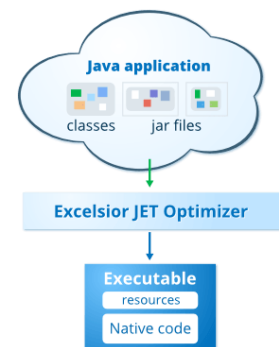 Java application
classes jar files
Excelsior JET Optimizer
Executable
resources
Native code